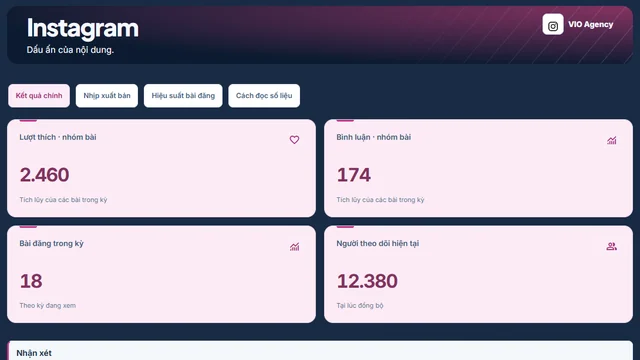 Instagram
Dấu ấn của nội dung.
VIO Agency
Kết quả chính
Nhịp xuất bản
Hiệu suất bài đăng
Cách đọc số liệu
Lượt thích · nhóm bài
2.460
Tích lũy của các bài trong kỳ
Bình luận · nhóm bài
174
Tích lũy của các bài trong kỳ
Bài đăng trong kỳ
18
Theo kỳ đang xem
Người theo dõi hiện tại
12.380
Tại lúc đồng bộ
Nhận xét